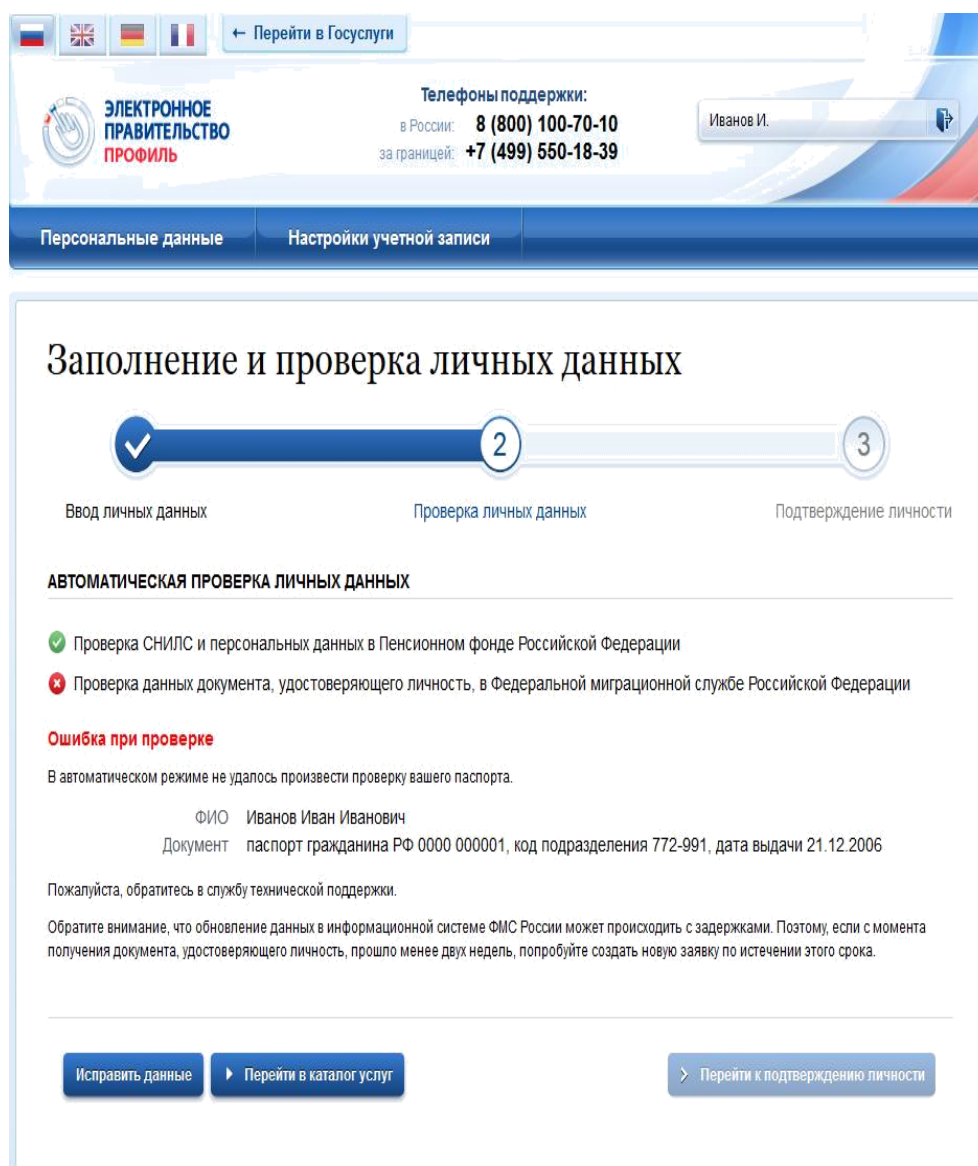 ← Перейти в Госуслуги
ЭЛЕКТРОННОЕ
ПРАВИТЕЛЬСТВО
ПРОФИЛЬ
Телефоны поддержки:
в России: 8 (800) 100-70-10
за границей: +7 (499) 550-18-39
Иванов И.
Персональные данные Настройки учетной записи
Заполнение и проверка личных данных
2 3
Ввод личных данных Проверка личных данных Подтверждение личности
АВТОМАТИЧЕСКАЯ ПРОВЕРКА ЛИЧНЫХ ДАННЫХ
Проверка СНИЛС и персональных данных в Пенсионном фонде Российской Федерации
Проверка данных документа, удостоверяющего личность, в Федеральной миграционной службе Российской Федерации
Ошибка при проверке
В автоматическом режиме не удалось произвести проверку вашего паспорта.
ФИО Иванов Иван Иванович
Документ паспорт гражданина РФ 0000 000001, код подразделения 772-991, дата выдачи 21.12.2006
Пожалуйста, обратитесь в службу технической поддержки.
Обратите внимание, что обновление данных в информационной системе ФМС России может происходить с задержками. Поэтому, если с момента
получения документа, удостоверяющего личность, прошло менее двух недель, попробуйте создать новую заявку по истечении этого срока.
Исправить данные Перейти в каталог услуг Перейти к подтверждению личности